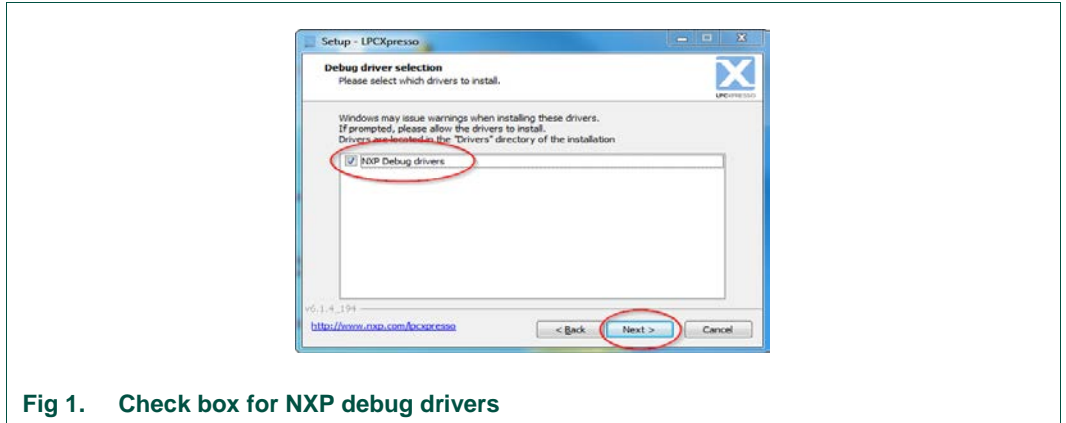 Setup - LPCXpresso
Debug driver selection
Please select which drivers to install.
LPCXPRESSO
Windows may issue warnings when installing these drivers.
If prompted, please allow the drivers to install.
Drivers are located in the "Drivers" directory of the installation
NXP Debug drivers
v6.1.4_194
http://www.nxp.com/lpcxpresso
< Back
Next >
Cancel
Fig 1. Check box for NXP debug drivers